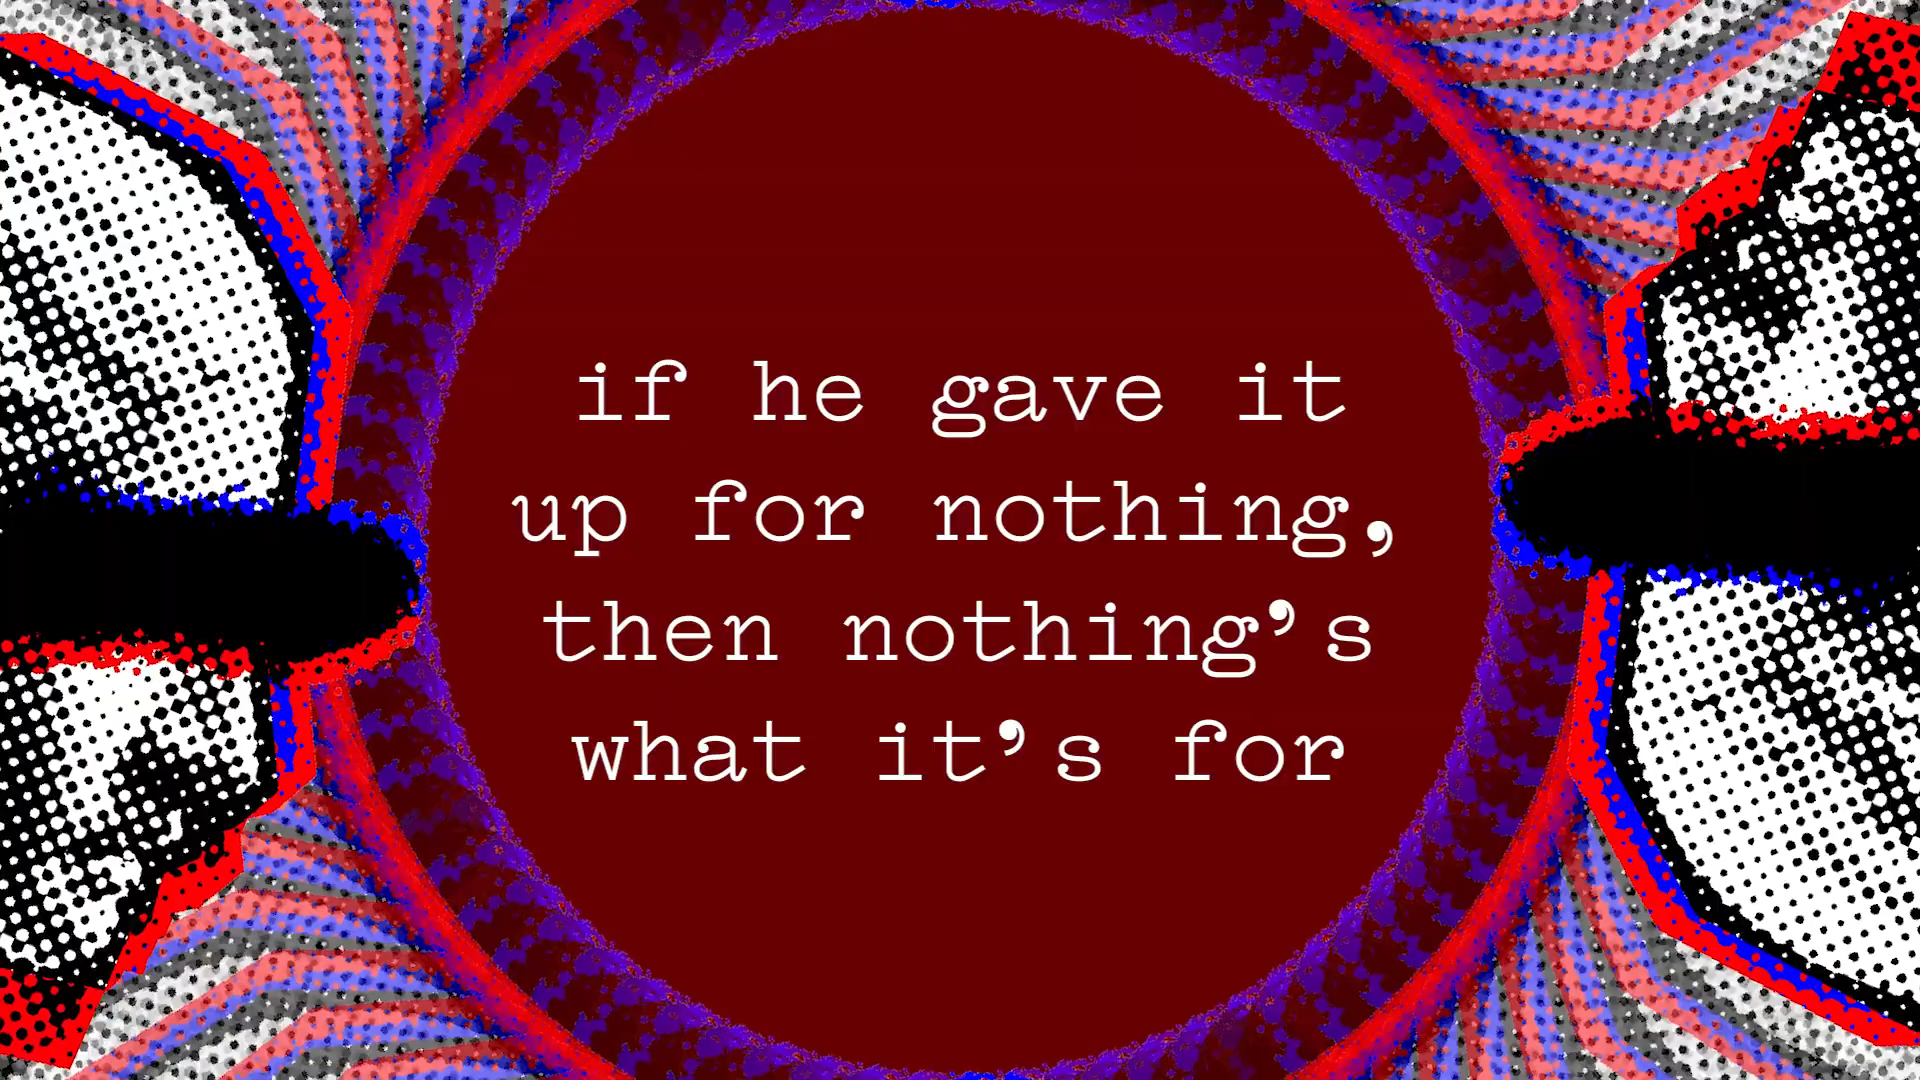 if he gave it
up for nothing,
then nothing’s
what it’s for